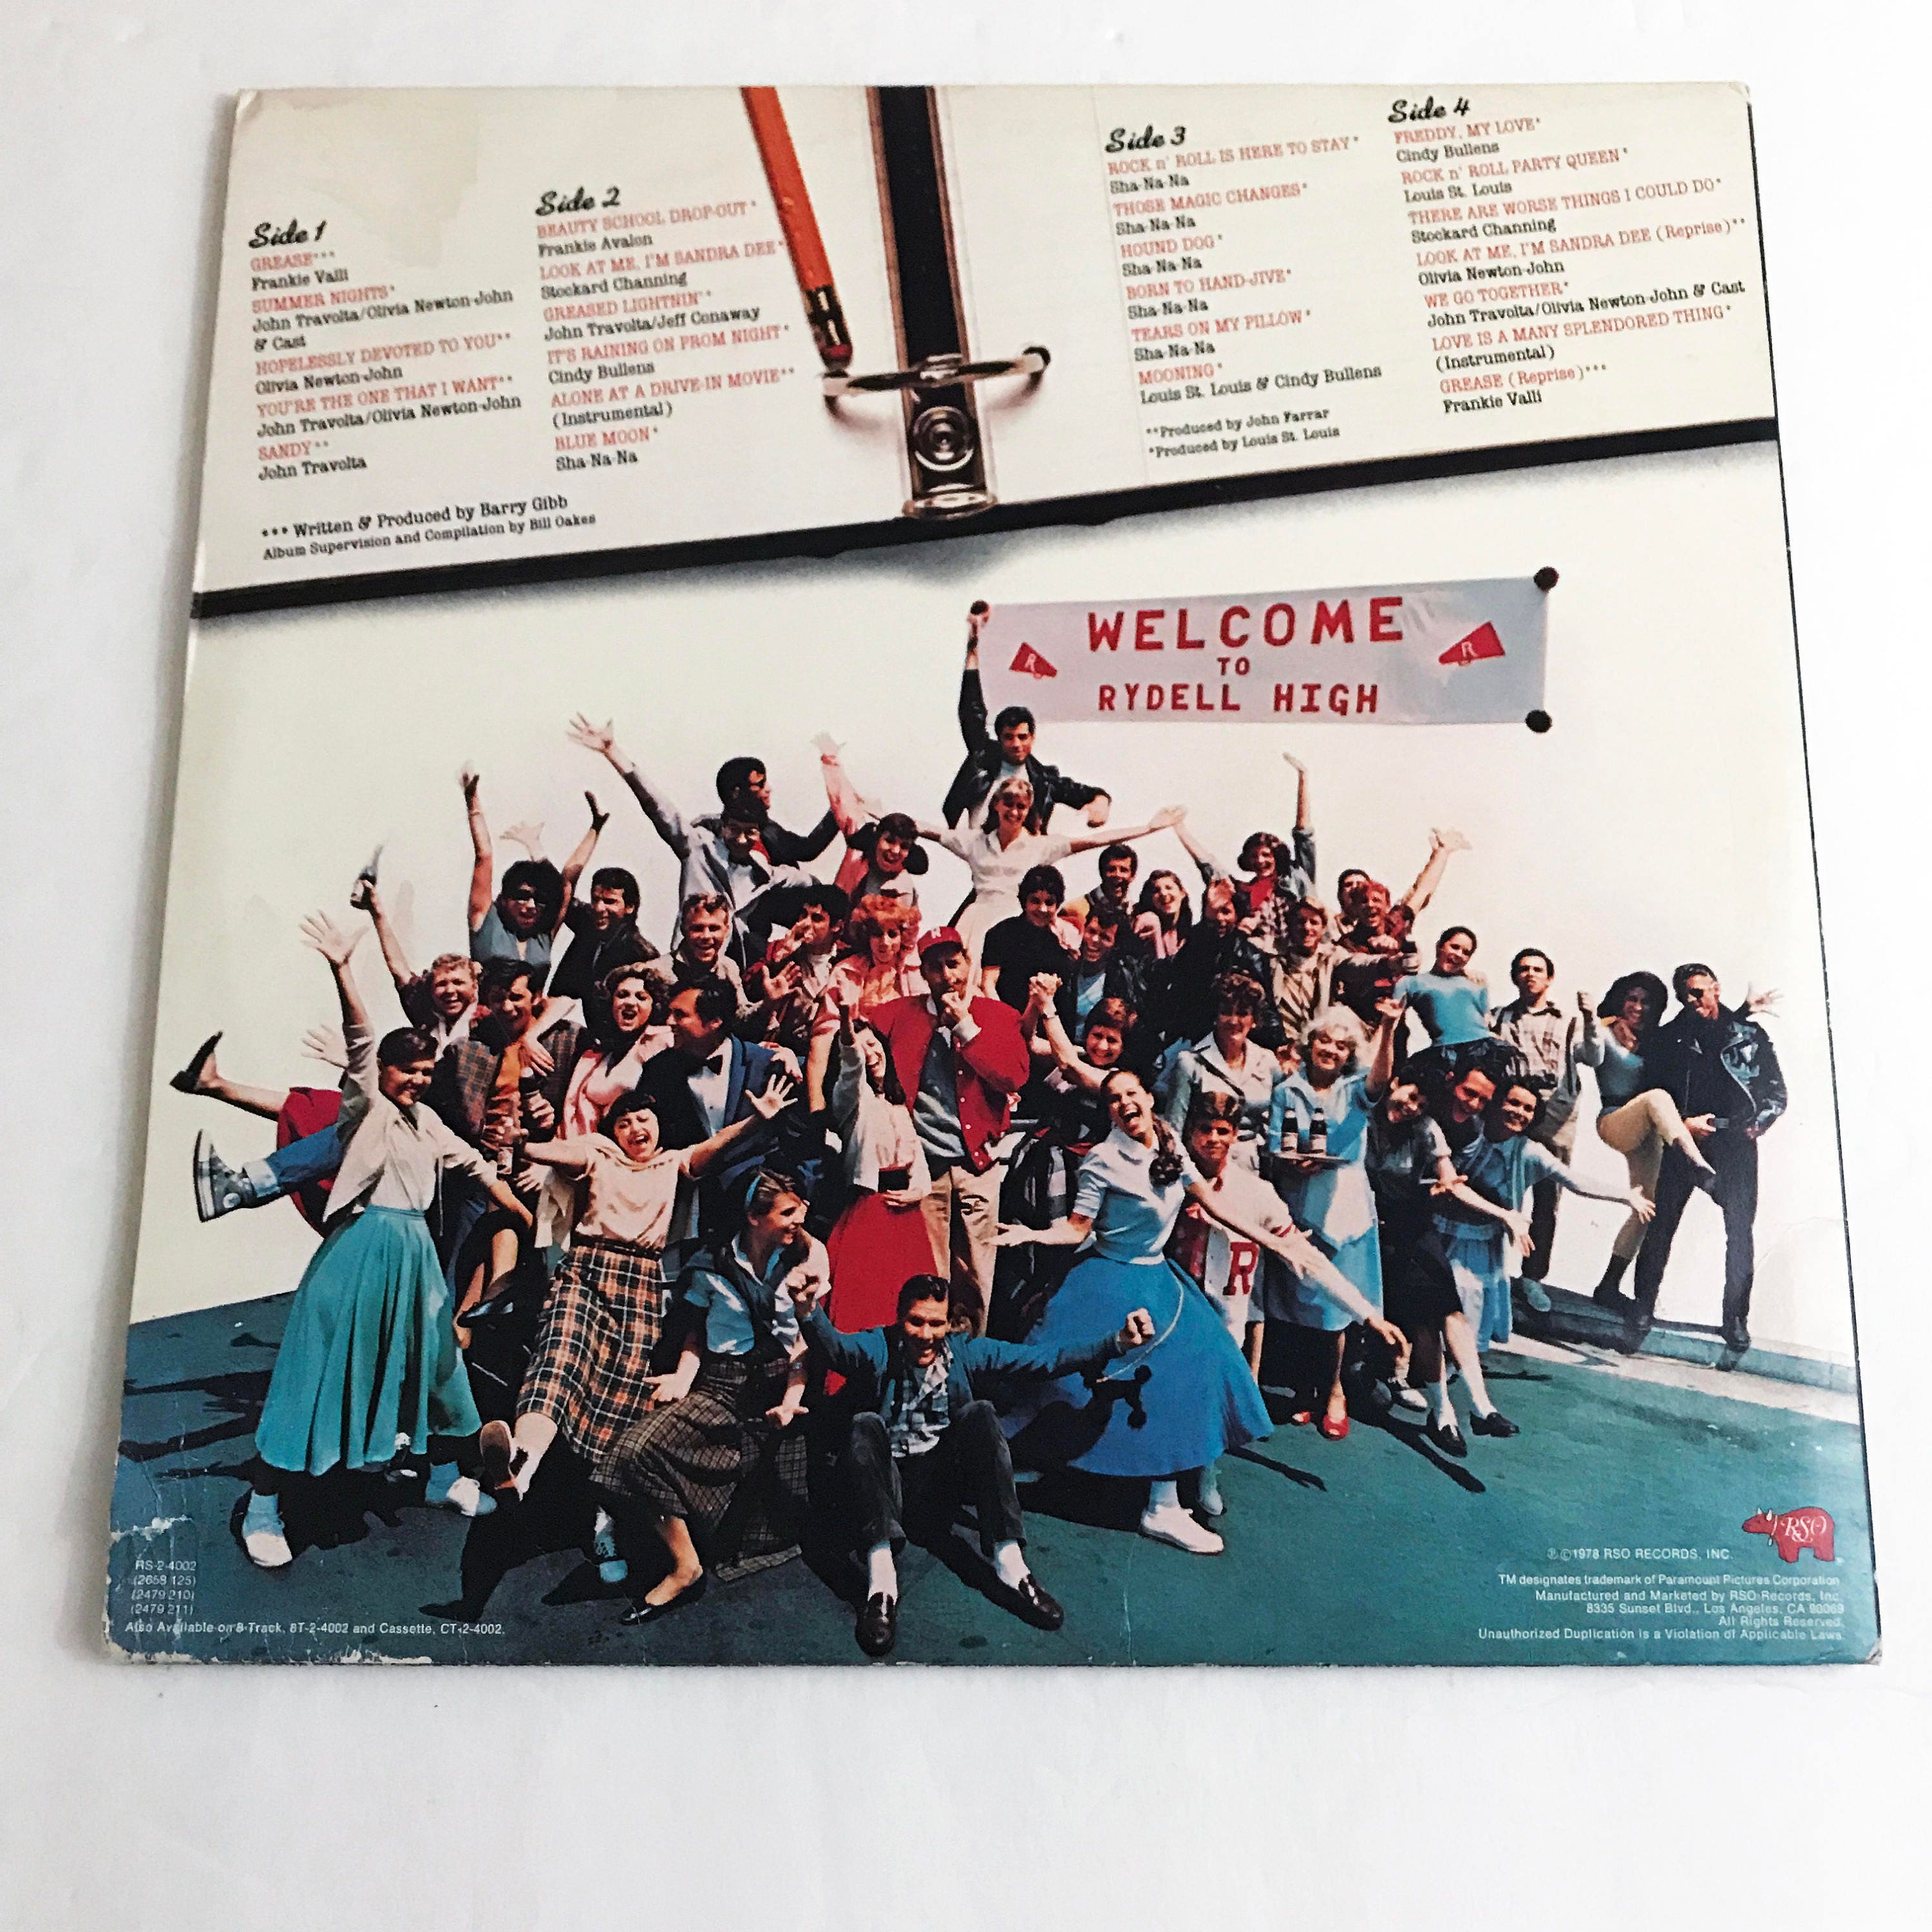 Side 1
GREASE***
Frankie Valli
SUMMER NIGHTS*
John Travolta/Olivia Newton-John
& Cast
HOPELESSLY DEVOTED TO YOU**
Olivia Newton-John
YOU'RE THE ONE THAT I WANT**
John Travolta/Olivia Newton-John
SANDY**
John Travolta
*** Written & Produced by Barry Gibb
Album Supervision and Compilation by Bill Oakes
Side 2
BEAUTY SCHOOL DROP-OUT*
Frankie Avalon
LOOK AT ME, I'M SANDRA DEE*
Stockard Channing
GREASED LIGHTNIN'*
John Travolta/Jeff Conaway
IT'S RAINING ON PROM NIGHT*
Cindy Bullens
ALONE AT A DRIVE-IN MOVIE**
(Instrumental)
BLUE MOON*
Sha-Na-Na
Side 3
ROCK n' ROLL IS HERE TO STAY*
Sha-Na-Na
THOSE MAGIC CHANGES*
Sha-Na-Na
HOUND DOG*
Sha-Na-Na
BORN TO HAND-JIVE*
Sha-Na-Na
TEARS ON MY PILLOW*
Sha-Na-Na
MOONING*
Louis St. Louis & Cindy Bullens
**Produced by John Farrar
*Produced by Louis St. Louis
Side 4
FREDDY, MY LOVE*
Cindy Bullens
ROCK n' ROLL PARTY QUEEN*
Louis St. Louis
THERE ARE WORSE THINGS I COULD DO*
Stockard Channing
LOOK AT ME, I'M SANDRA DEE (Reprise)**
Olivia Newton-John
WE GO TOGETHER*
John Travolta/Olivia Newton-John & Cast
LOVE IS A MANY SPLENDORED THING*
(Instrumental)
GREASE (Reprise)***
Frankie Valli
WELCOME
R R
TO
RYDELL HIGH
R
R
RS-2-4002
(2658 125)
(2479 210)
(2479 211)
Also Available on 8-Track, 8T-2-4002 and Cassette, CT-2-4002.
RSO
℗ ©1978 RSO RECORDS, INC.
TM designates trademark of Paramount Pictures Corporation
Manufactured and Marketed by RSO Records, Inc.
8335 Sunset Blvd., Los Angeles, CA 90069
All Rights Reserved.
Unauthorized Duplication is a Violation of Applicable Laws.